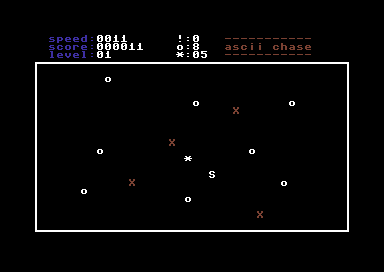 speed:0011 !:0 -----------
score:000011 o:8 ascii chase
level:01 *:05 -----------
o
o o
x
x
o * o
S
x o
o
o
x